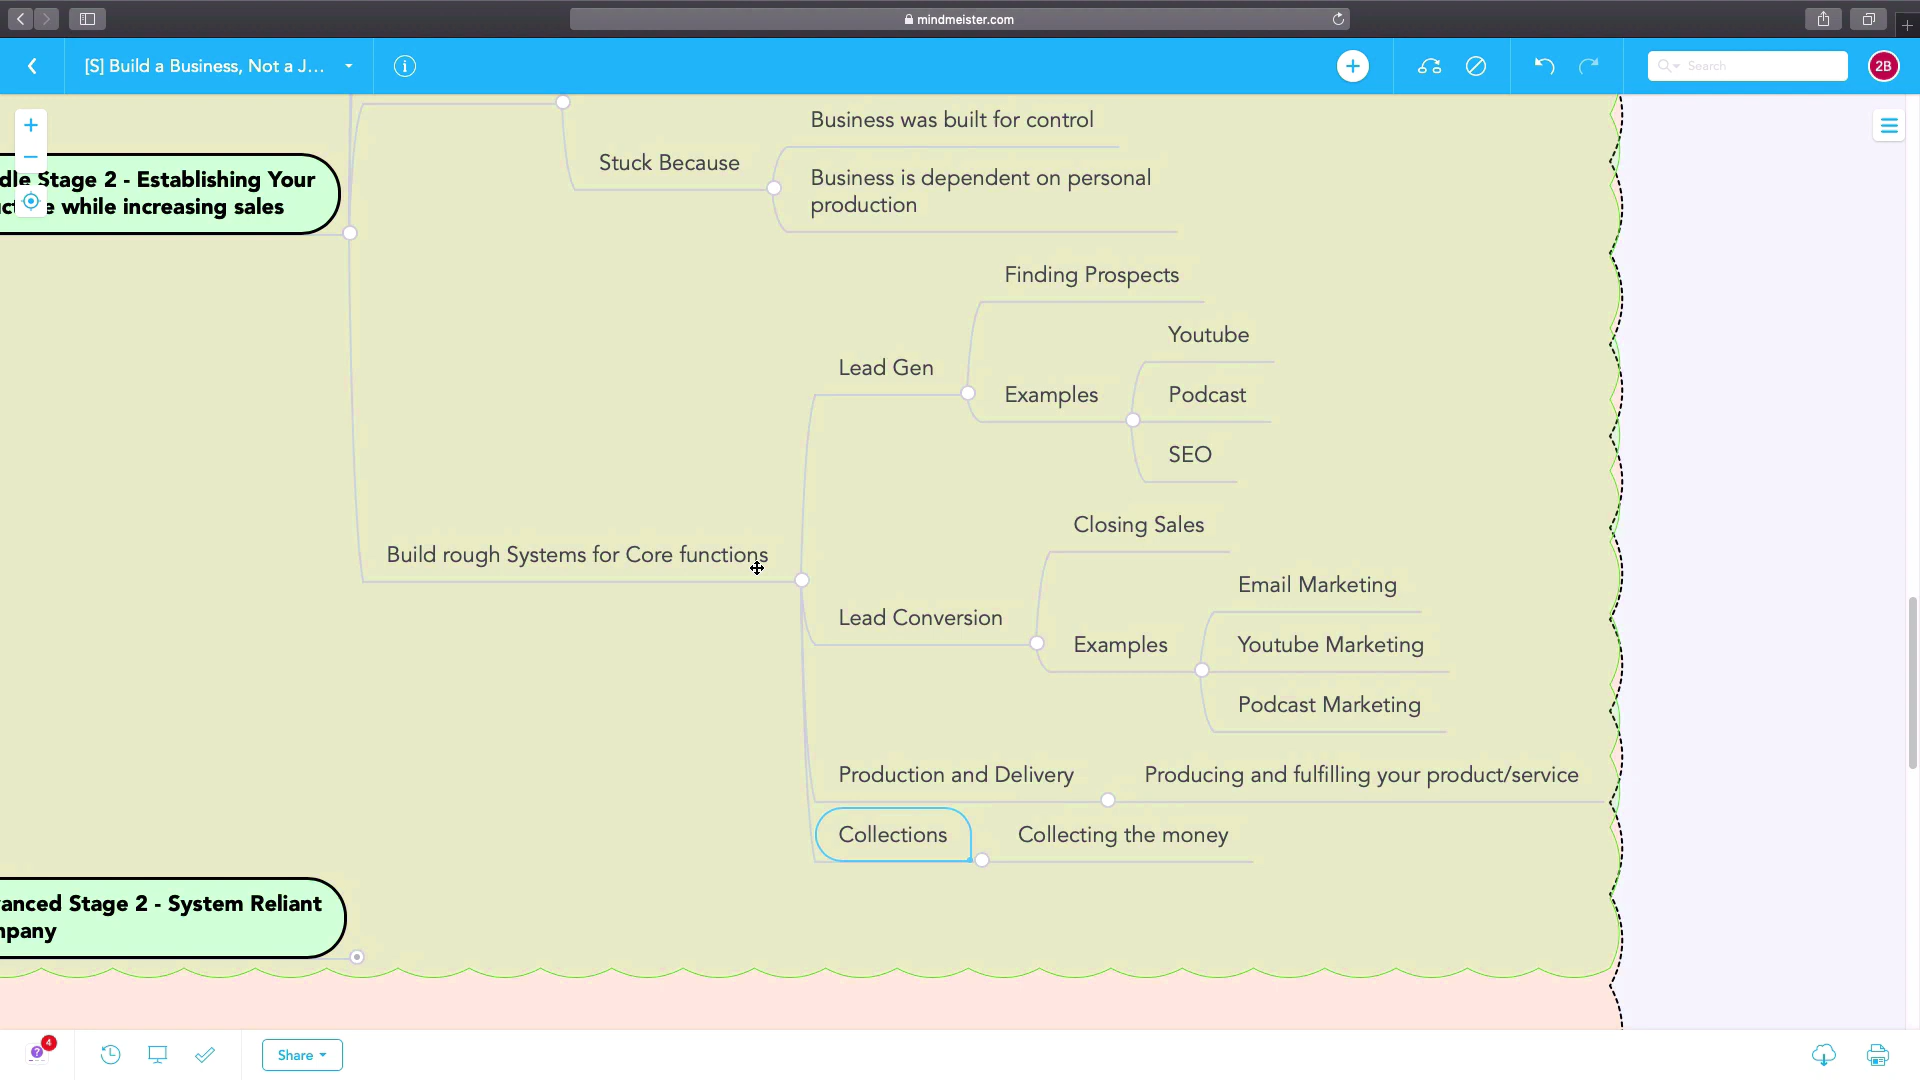 mindmeister.com
[S] Build a Business, Not a J...
Search
2B
Business was built for control
Stuck Because
Business is dependent on personal
production
dle Stage 2 - Establishing Your
while increasing sales
Finding Prospects
Youtube
Lead Gen
Examples
Podcast
SEO
Closing Sales
Build rough Systems for Core functions
Email Marketing
Lead Conversion
Examples
Youtube Marketing
Podcast Marketing
Production and Delivery
Producing and fulfilling your product/service
Collections
Collecting the money
anced Stage 2 - System Reliant
mpany
4
Share